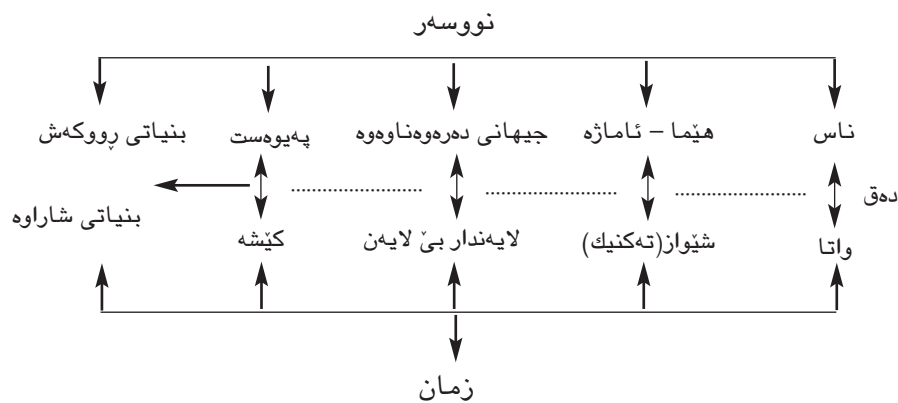 نووسەر
ناس هێما – ئاماژە جیهانی دەرەوەناوەوە پەیوەست بنیاتی ڕووکەش
دەق
بنیاتی شاراوە
واتا شێواز(تەکنیك) لایەندار بێ لایەن کێشە
زمان